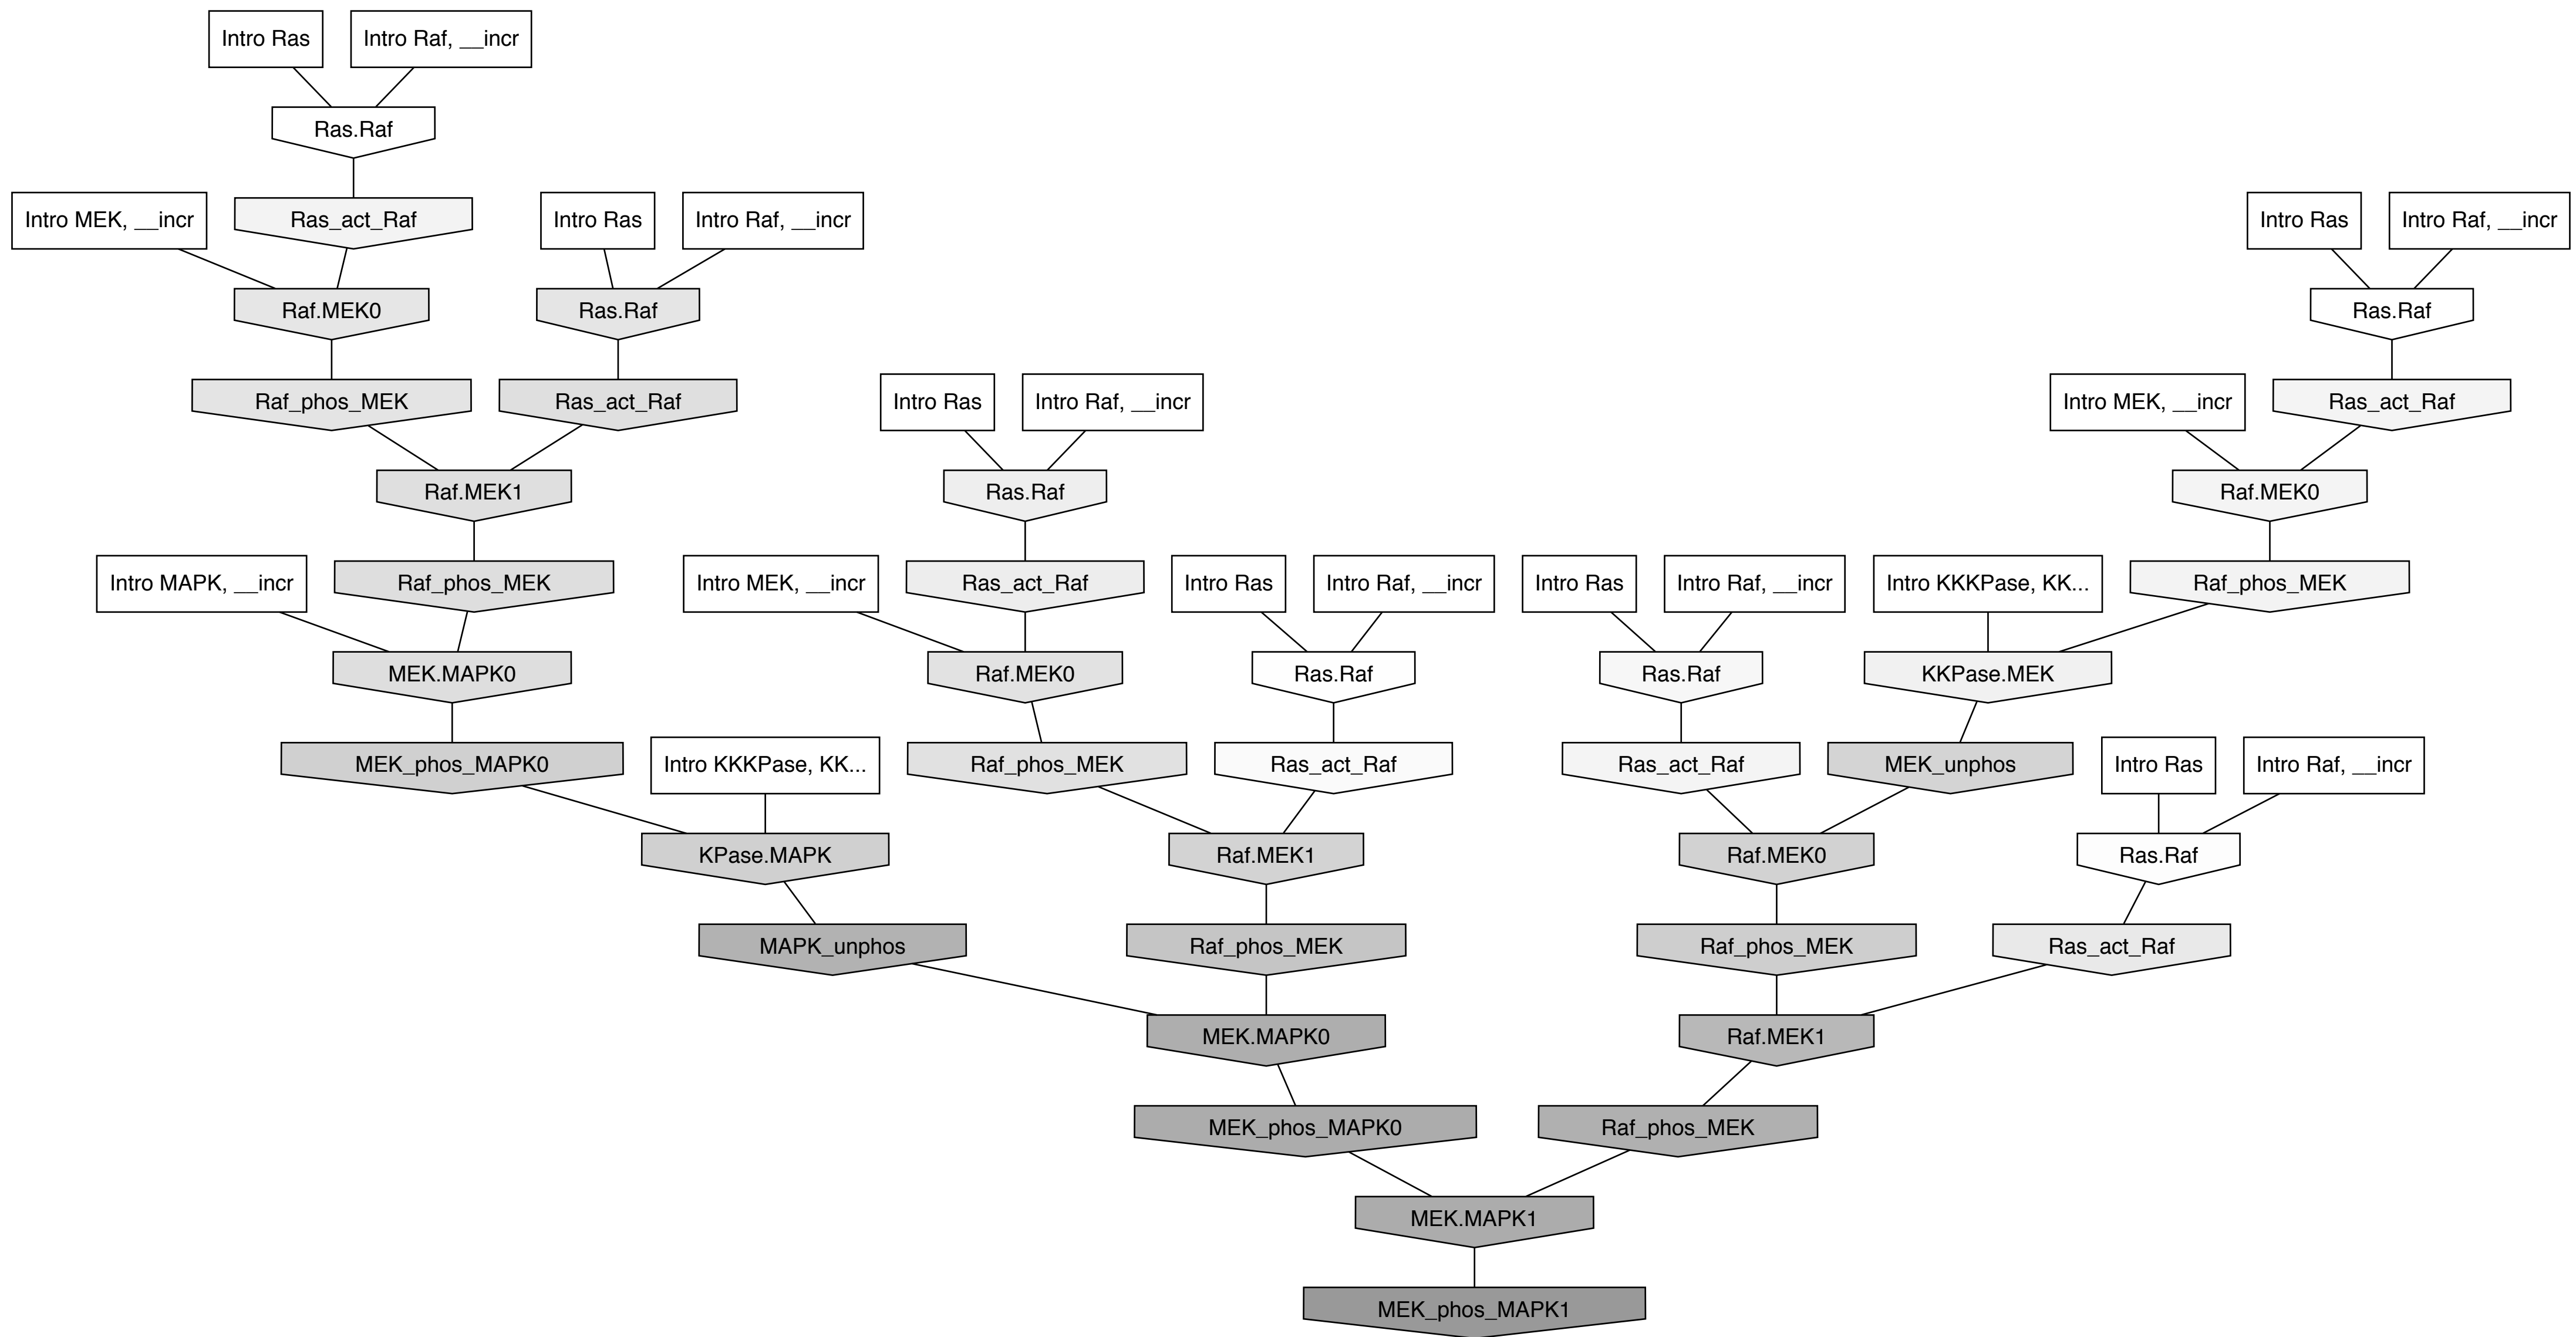 Intro Ras
Intro Raf, __incr
Ras.Raf
Intro MEK, __incr
Ras_act_Raf
Intro Ras
Intro Raf, __incr
Intro Ras
Intro Raf, __incr
Raf.MEK0
Ras.Raf
Ras.Raf
Raf_phos_MEK
Ras_act_Raf
Intro Ras
Intro Raf, __incr
Intro MEK, __incr
Ras_act_Raf
Raf.MEK1
Ras.Raf
Raf.MEK0
Intro MAPK, __incr
Raf_phos_MEK
Intro MEK, __incr
Ras_act_Raf
Intro Ras
Intro Raf, __incr
Intro Ras
Intro Raf, __incr
Intro KKKPase, KK...
Raf_phos_MEK
MEK.MAPK0
Raf.MEK0
Ras.Raf
Ras.Raf
KKPase.MEK
MEK_phos_MAPK0
Intro KKKPase, KK...
Raf_phos_MEK
Ras_act_Raf
Ras_act_Raf
MEK_unphos
Intro Ras
Intro Raf, __incr
KPase.MAPK
Raf.MEK1
Raf.MEK0
Ras.Raf
MAPK_unphos
Raf_phos_MEK
Raf_phos_MEK
Ras_act_Raf
MEK.MAPK0
Raf.MEK1
MEK_phos_MAPK0
Raf_phos_MEK
MEK.MAPK1
MEK_phos_MAPK1